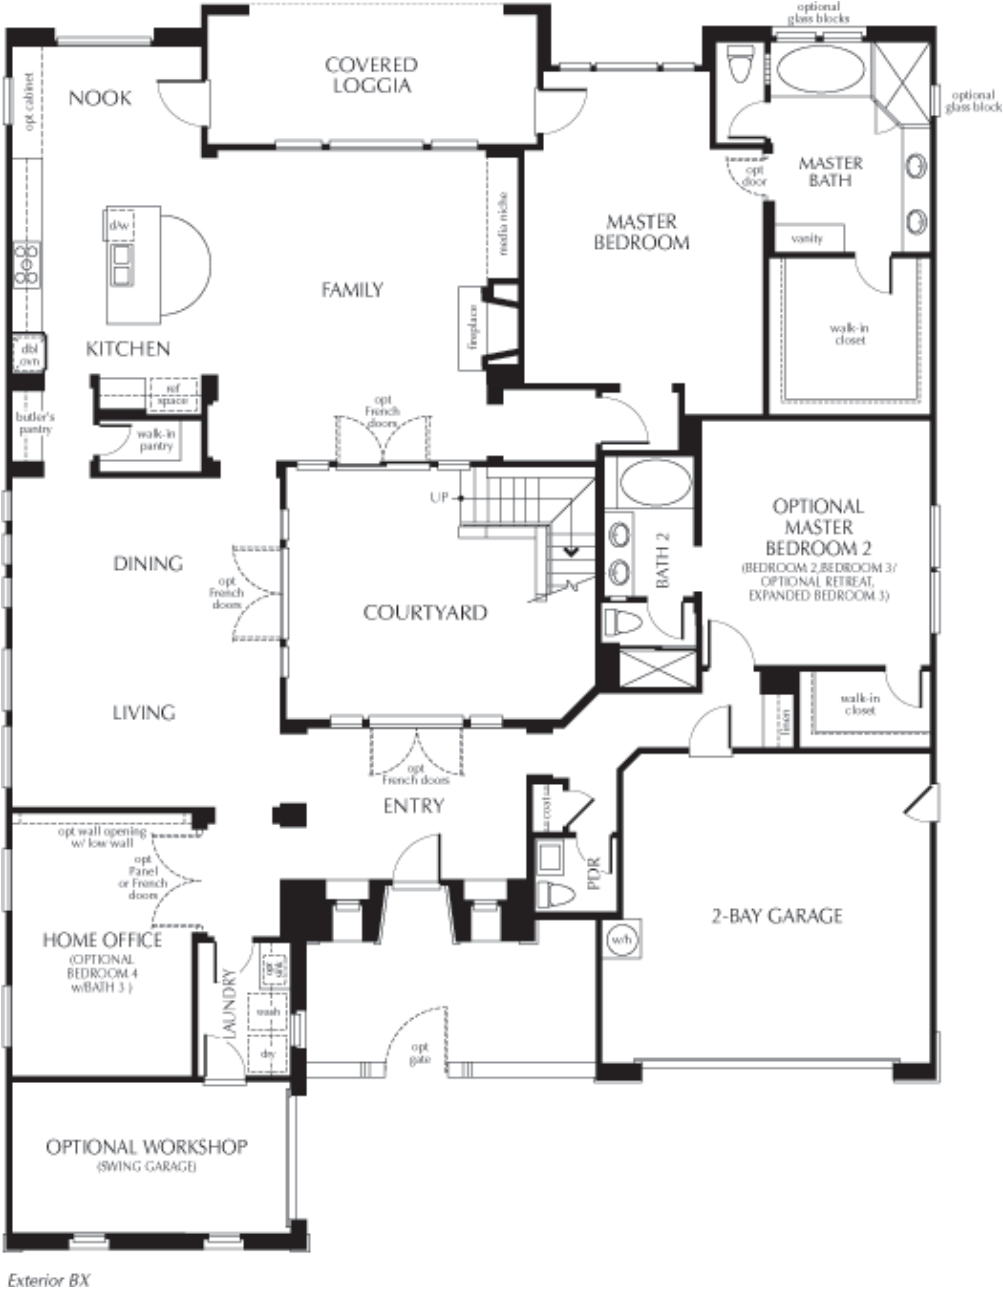 optional
glass blocks
COVERED
LOGGIA
NOOK
opt cabinet
optional
glass block
MASTER
BATH
opt
door
d/w
media niche
MASTER
BEDROOM
vanity
FAMILY
fireplace
walk-in
closet
KITCHEN
dbl
ovn
ref
space
butler's
pantry
walk-in
pantry
opt
French
doors
UP
OPTIONAL
MASTER
BEDROOM 2
(BEDROOM 2, BEDROOM 3/
OPTIONAL RETREAT,
EXPANDED BEDROOM 3)
BATH 2
DINING
opt
French
doors
COURTYARD
LIVING
walk-in
closet
linen
opt
French doors
ENTRY
coats
opt wall opening
w/ low wall
opt
Panel
or French
doors
PDR
2-BAY GARAGE
w/h
HOME OFFICE
(OPTIONAL
BEDROOM 4
w/BATH 3 )
LAUNDRY
opt
sink
wash
dry
opt
gate
OPTIONAL WORKSHOP
(SWING GARAGE)
Exterior BX